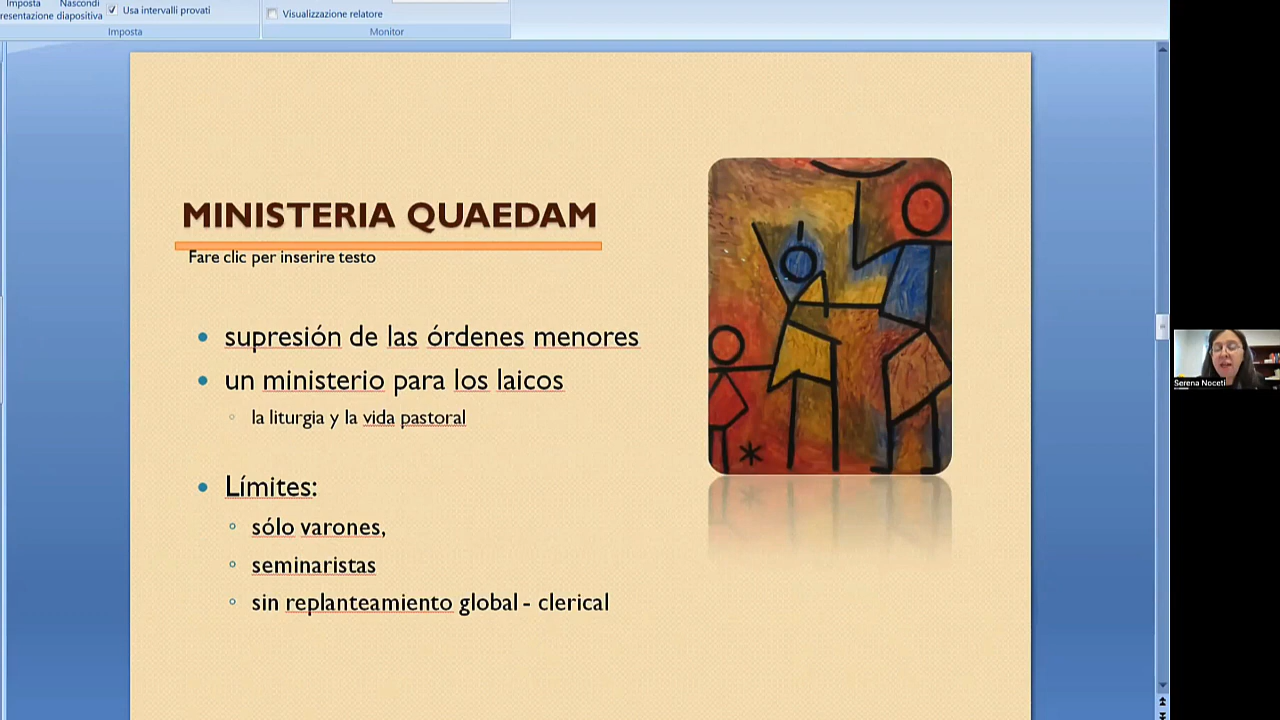 Imposta
Nascondi
resentazione
diapositiva
Usa intervalli provati
Visualizzazione relatore
Imposta
Monitor
MINISTERIA QUAEDAM
Fare clic per inserire testo
• supresión de las órdenes menores
• un ministerio para los laicos
◦ la liturgia y la vida pastoral
• Límites:
◦ sólo varones,
◦ seminaristas
◦ sin replanteamiento global - clerical
Serena Noceti